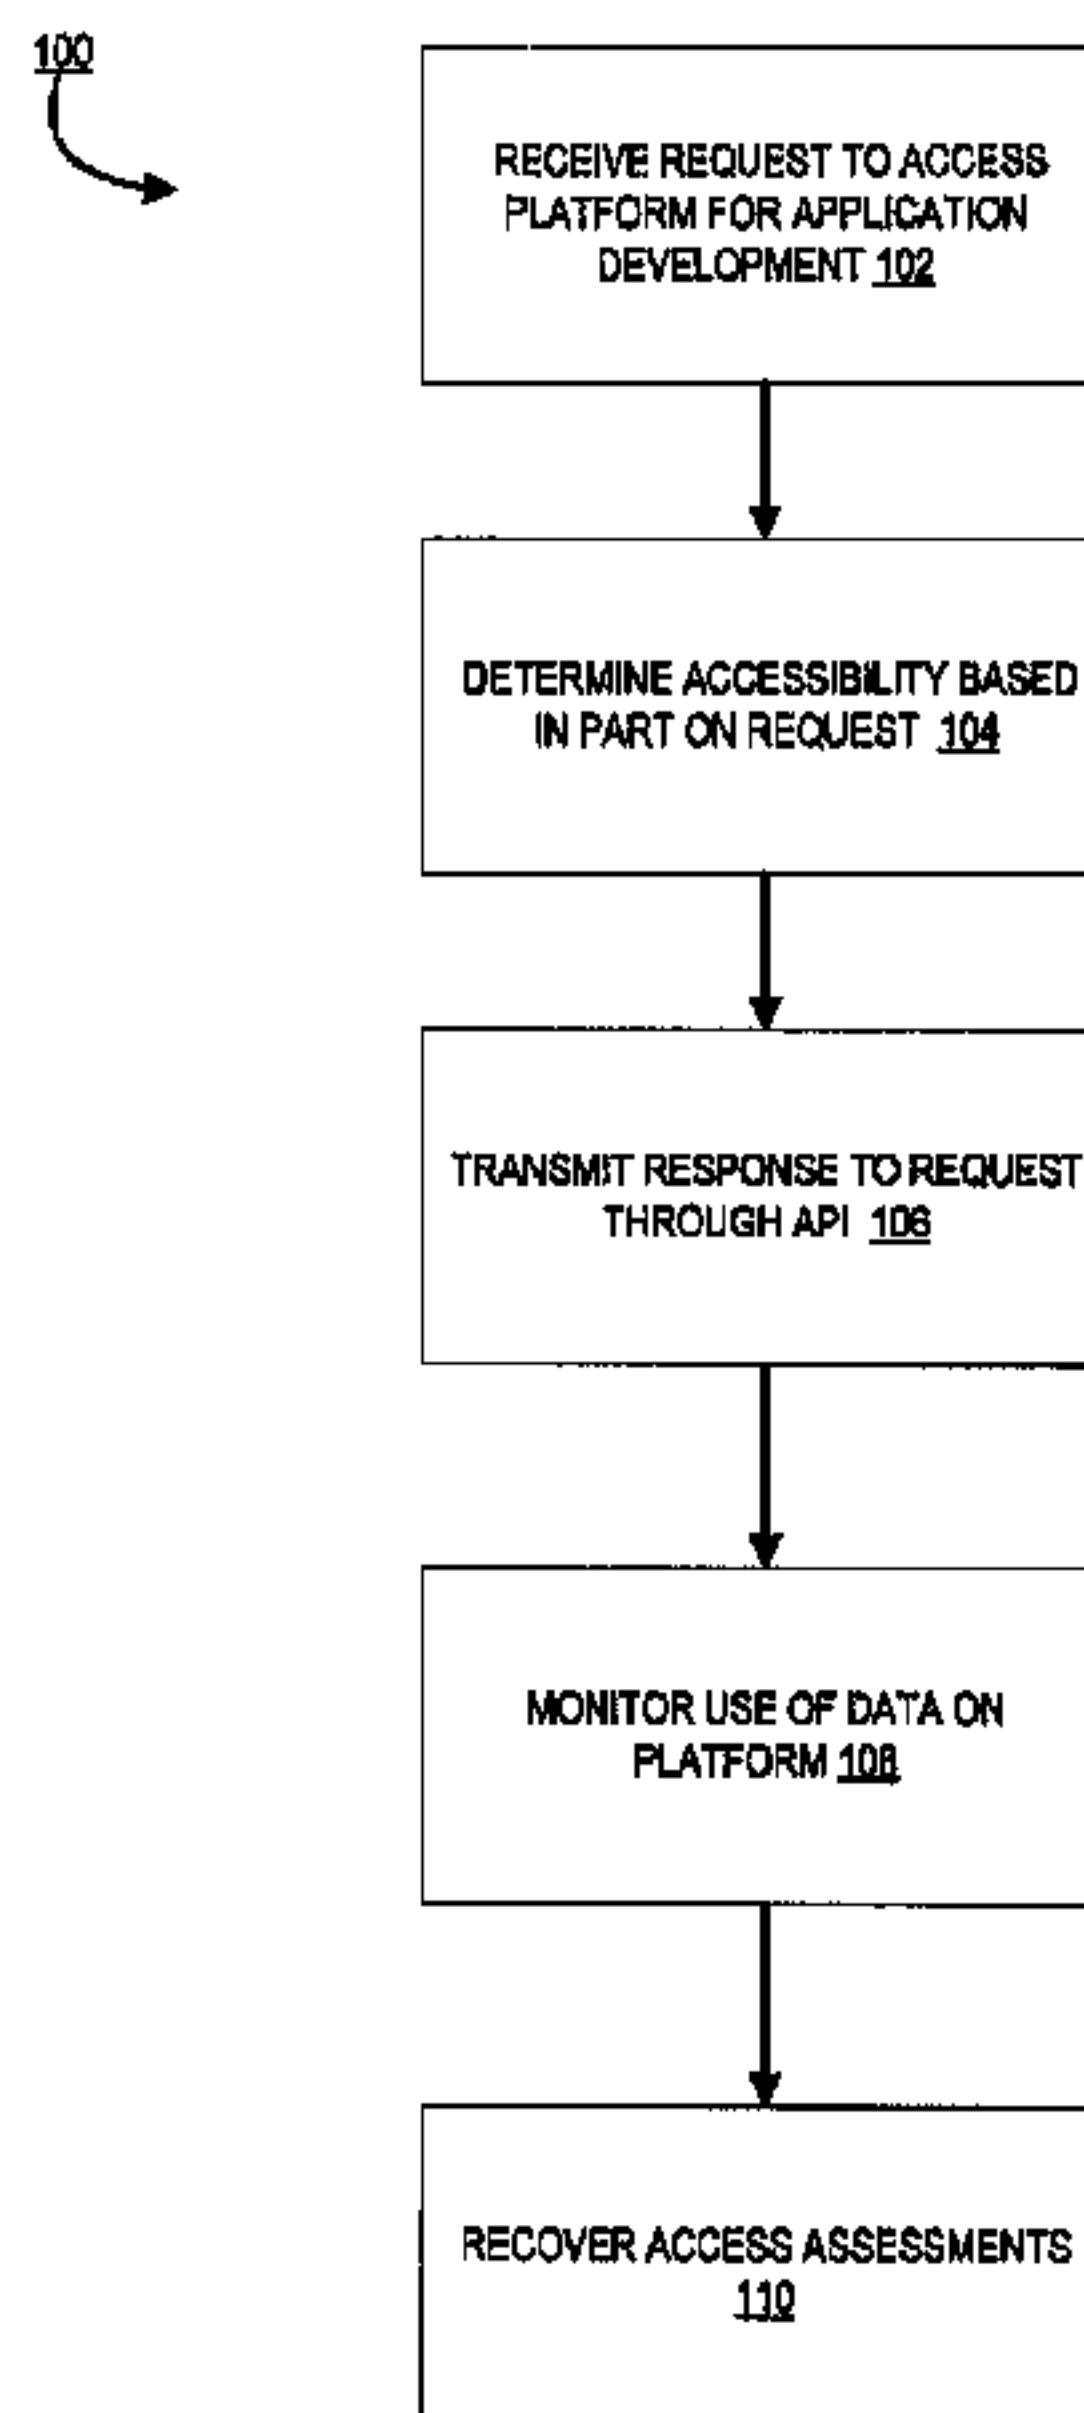 100
RECEIVE REQUEST TO ACCESS
PLATFORM FOR APPLICATION
DEVELOPMENT 102
DETERMINE ACCESSIBILITY BASED
IN PART ON REQUEST 104
TRANSMIT RESPONSE TO REQUEST
THROUGH API 106
MONITOR USE OF DATA ON
PLATFORM 108
RECOVER ACCESS ASSESSMENTS
110